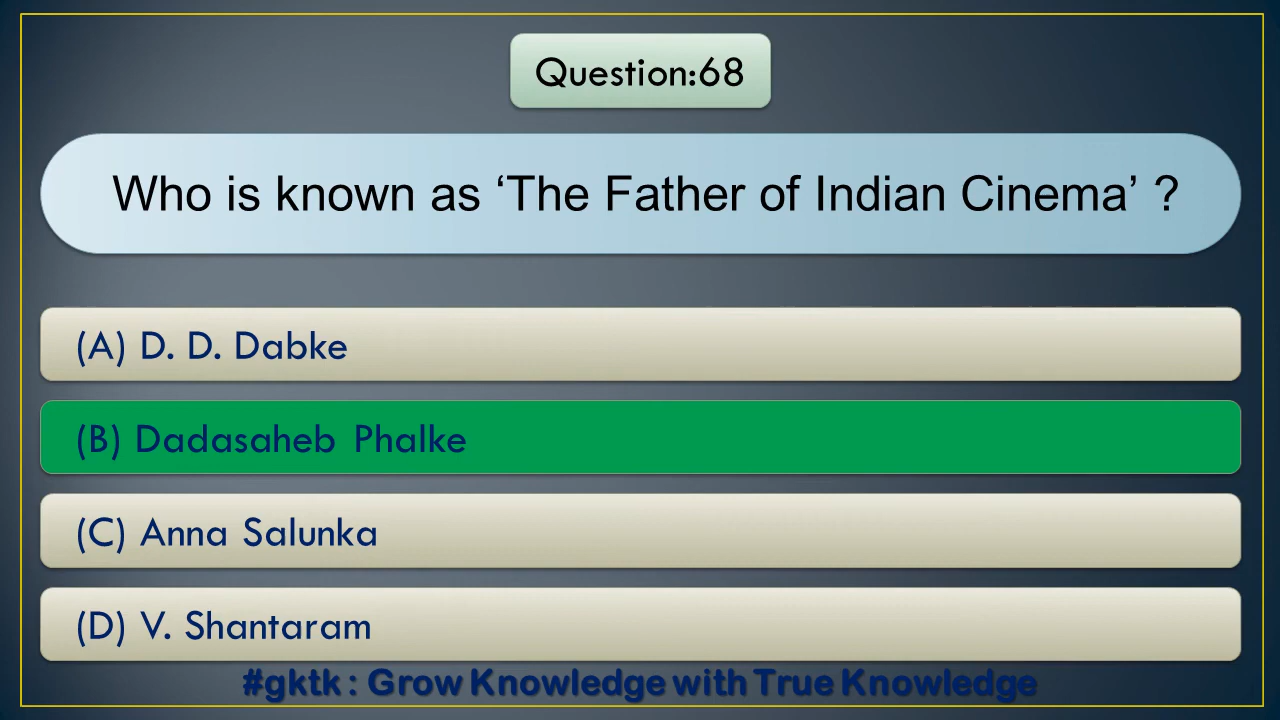 Question:68
Who is known as ‘The Father of Indian Cinema’ ?
(A) D. D. Dabke
(B) Dadasaheb Phalke
(C) Anna Salunka
(D) V. Shantaram
#gktk : Grow Knowledge with True Knowledge